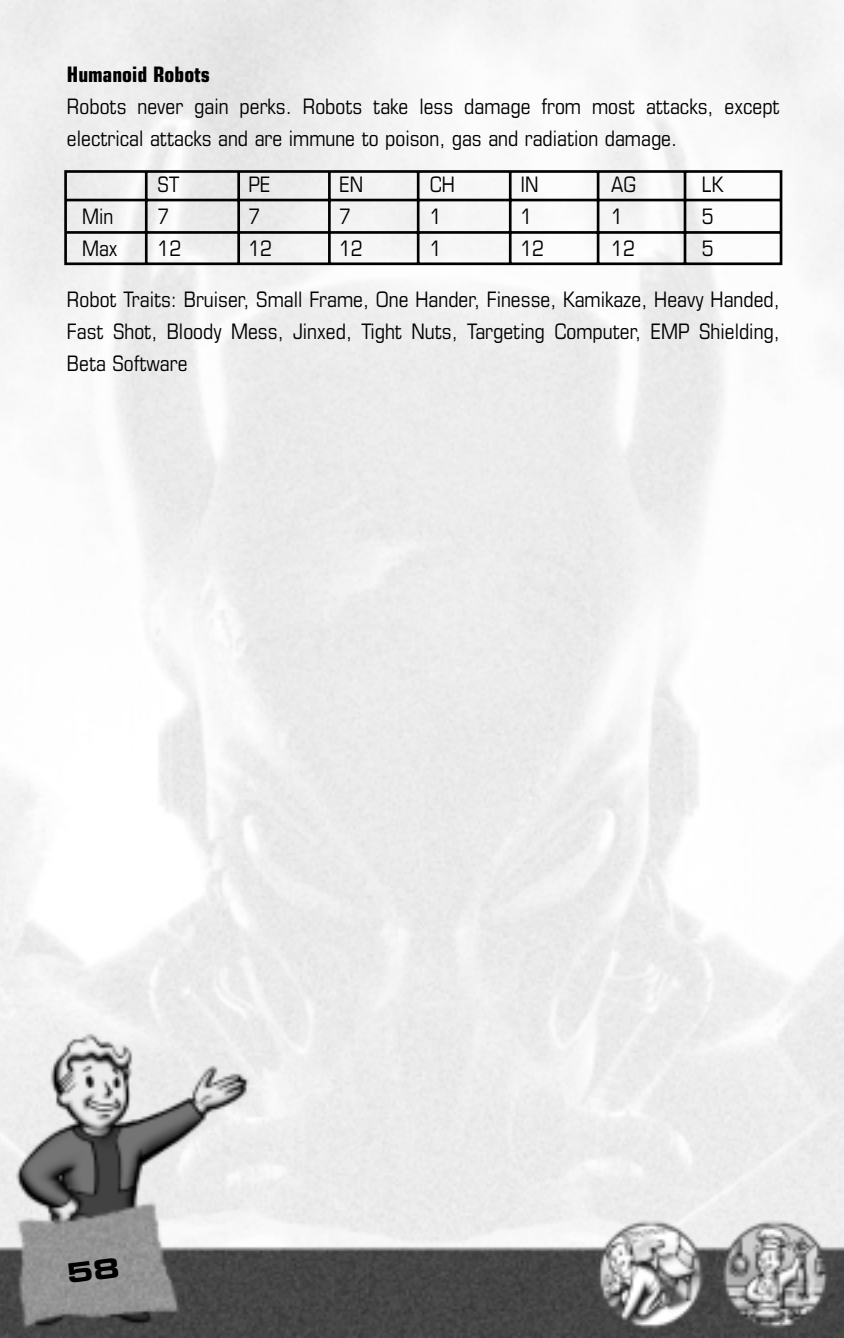 Humanoid Robots
Robots never gain perks. Robots take less damage from most attacks, except
electrical attacks and are immune to poison, gas and radiation damage.
ST PE EN CH IN AG LK
Min 7 7 7 1 1 1 5
Max 12 12 12 1 12 12 5
Robot Traits: Bruiser, Small Frame, One Hander, Finesse, Kamikaze, Heavy Handed,
Fast Shot, Bloody Mess, Jinxed, Tight Nuts, Targeting Computer, EMP Shielding,
Beta Software
58